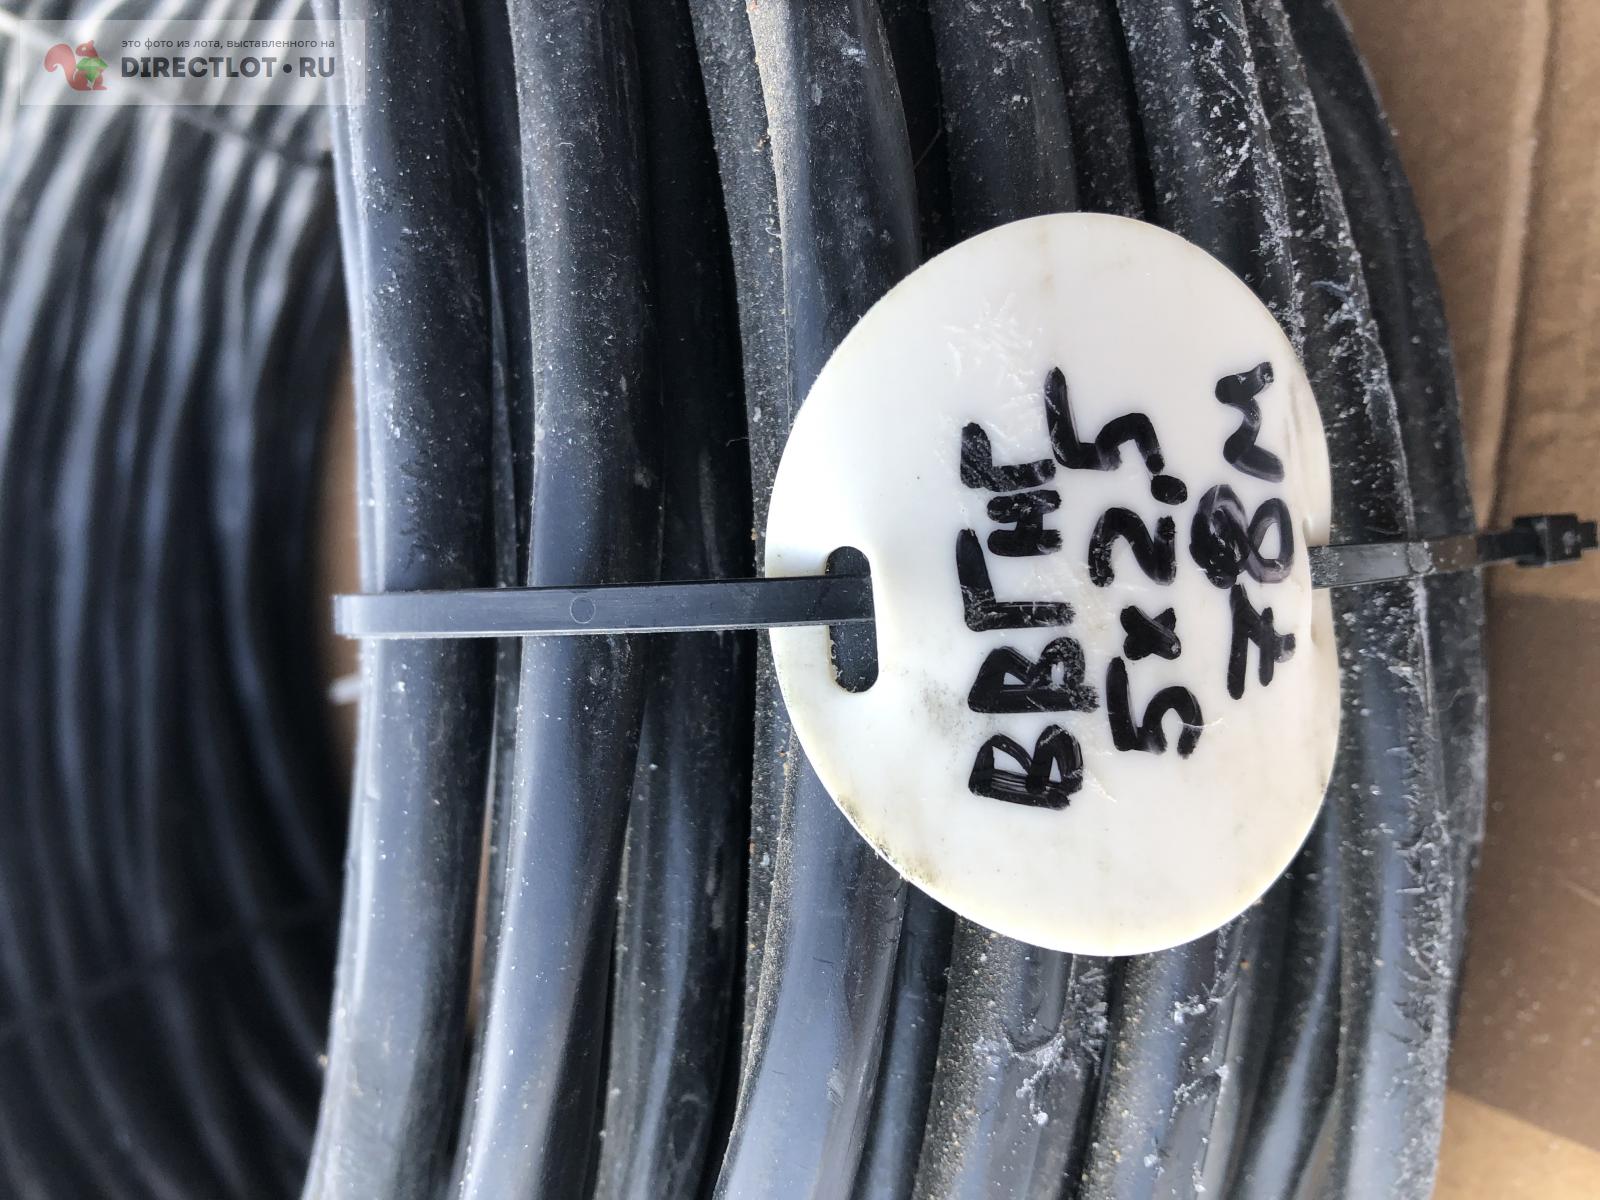 это фото из лота, выставленного на
DIRECTLOT•RU
ВВГНГ
5х2.5
78м